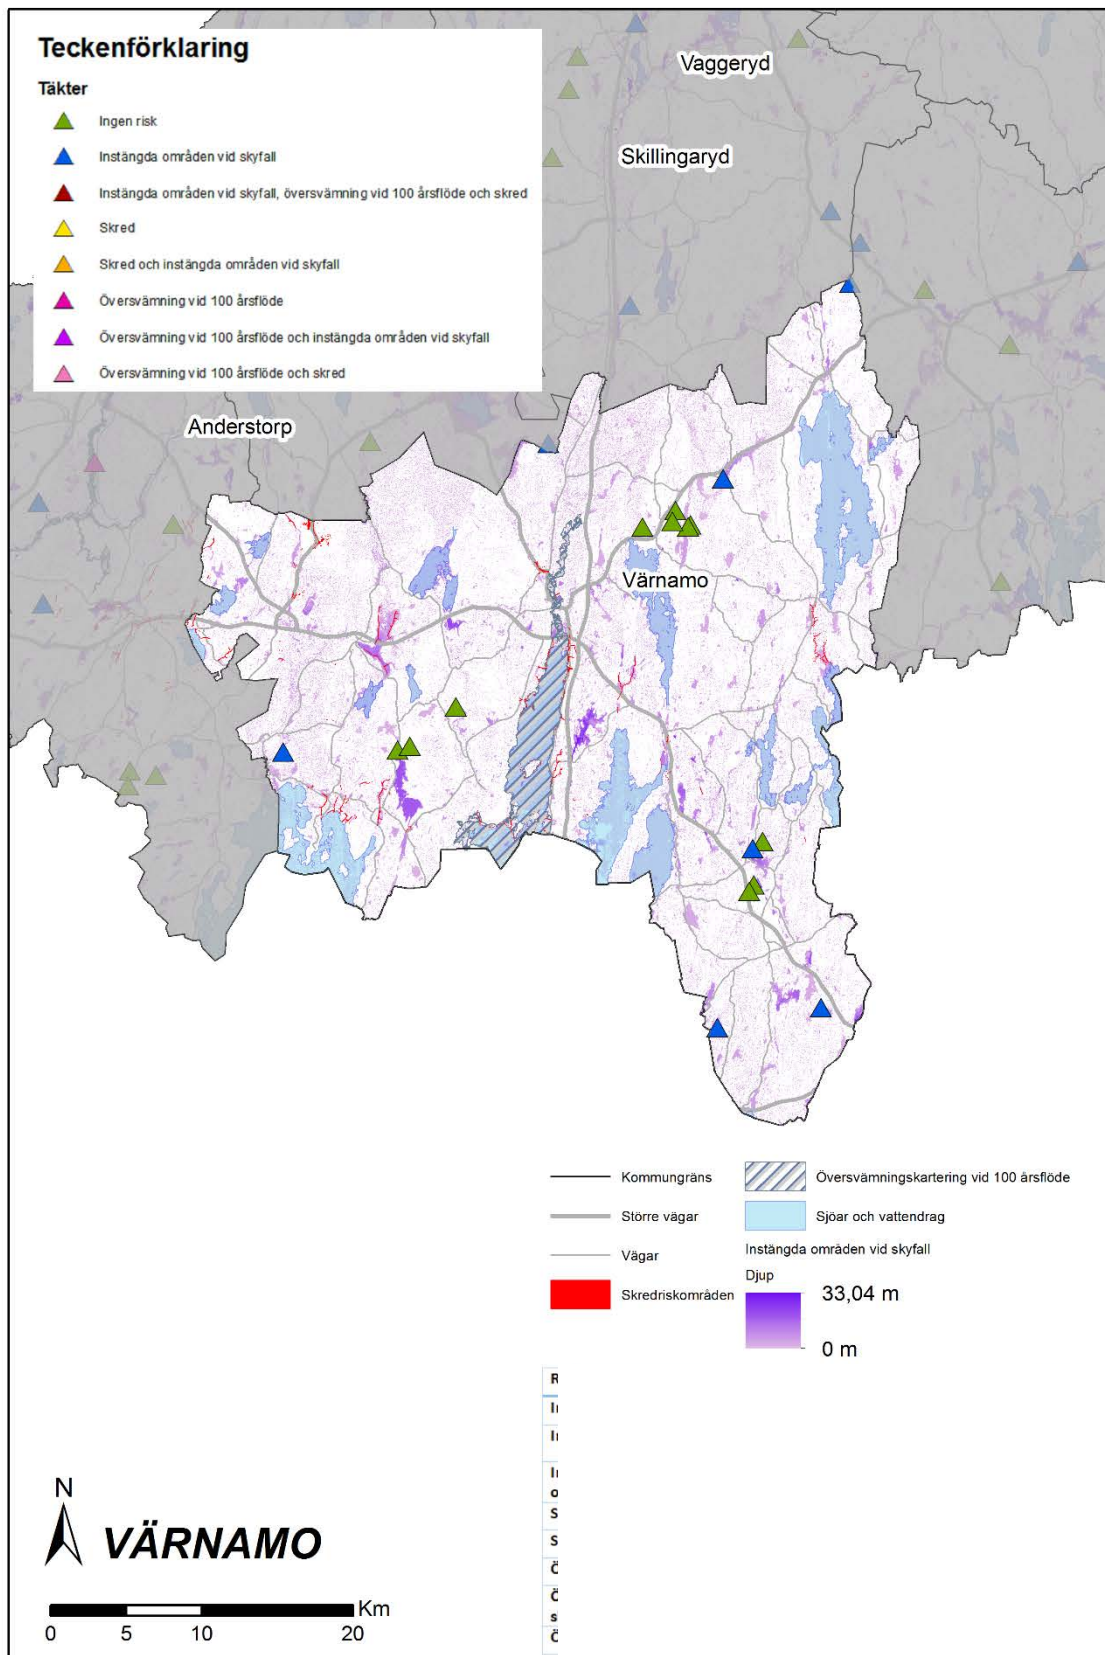 Teckenförklaring
Täkter
Ingen risk
Instängda områden vid skyfall
Instängda områden vid skyfall, översvämning vid 100 årsflöde och skred
Skred
Skred och instängda områden vid skyfall
Översvämning vid 100 årsflöde
Översvämning vid 100 årsflöde och instängda områden vid skyfall
Översvämning vid 100 årsflöde och skred
Vaggeryd
Skillingaryd
Anderstorp
Värnamo
Kommungräns
Större vägar
Vägar
Skredriskområden
Översvämningskartering vid 100 årsflöde
Sjöar och vattendrag
Instängda områden vid skyfall
Djup
33,04 m
0 m
R
o
S
S
Ö
Ö
s
Ö
N
VÄRNAMO
Km
0 5 10 20